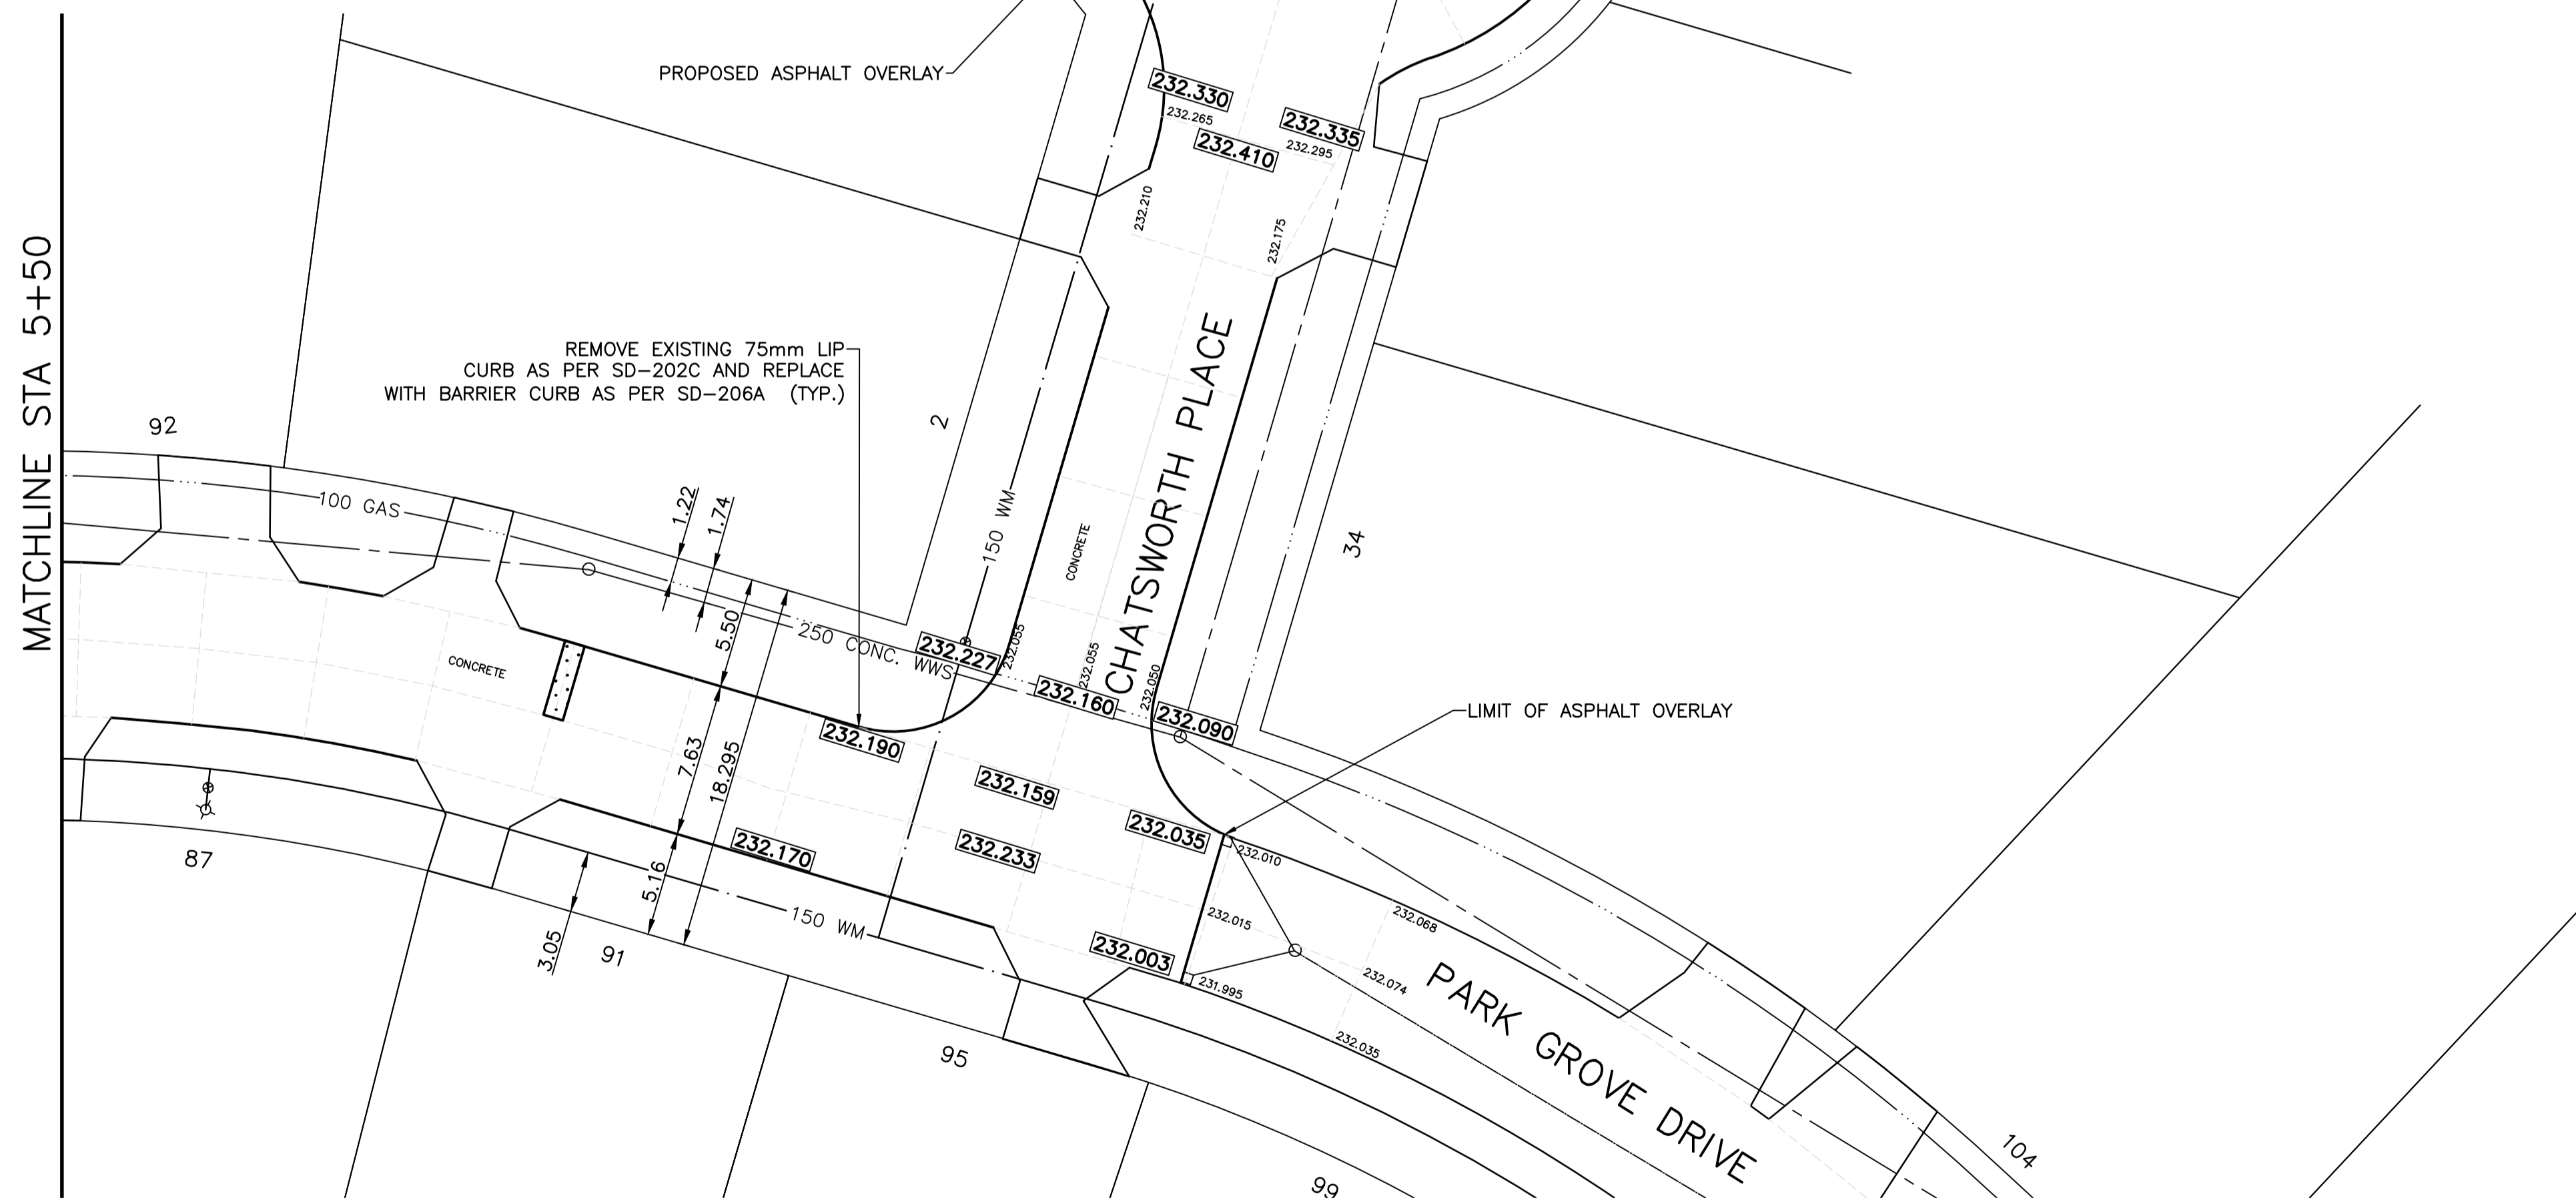 PROPOSED ASPHALT OVERLAY
232.330
232.265
232.335
232.295
232.410
232.210
232.175
MATCHLINE STA 5+50
REMOVE EXISTING 75mm LIP
CURB AS PER SD-202C AND REPLACE
WITH BARRIER CURB AS PER SD-206A (TYP.)
92
2
CHATSWORTH PLACE
100 GAS
1.22
1.74
150 WM
CONCRETE
34
5.50
250 CONC. WWS
232.227
232.055
232.055
232.050
CONCRETE
232.160
232.090
LIMIT OF ASPHALT OVERLAY
7.63
18.295
232.190
232.159
232.035
232.010
87
232.170
232.233
5.16
150 WM
232.015
232.068
3.05
91
232.003
231.995
232.074
PARK GROVE DRIVE
232.035
95
104
99